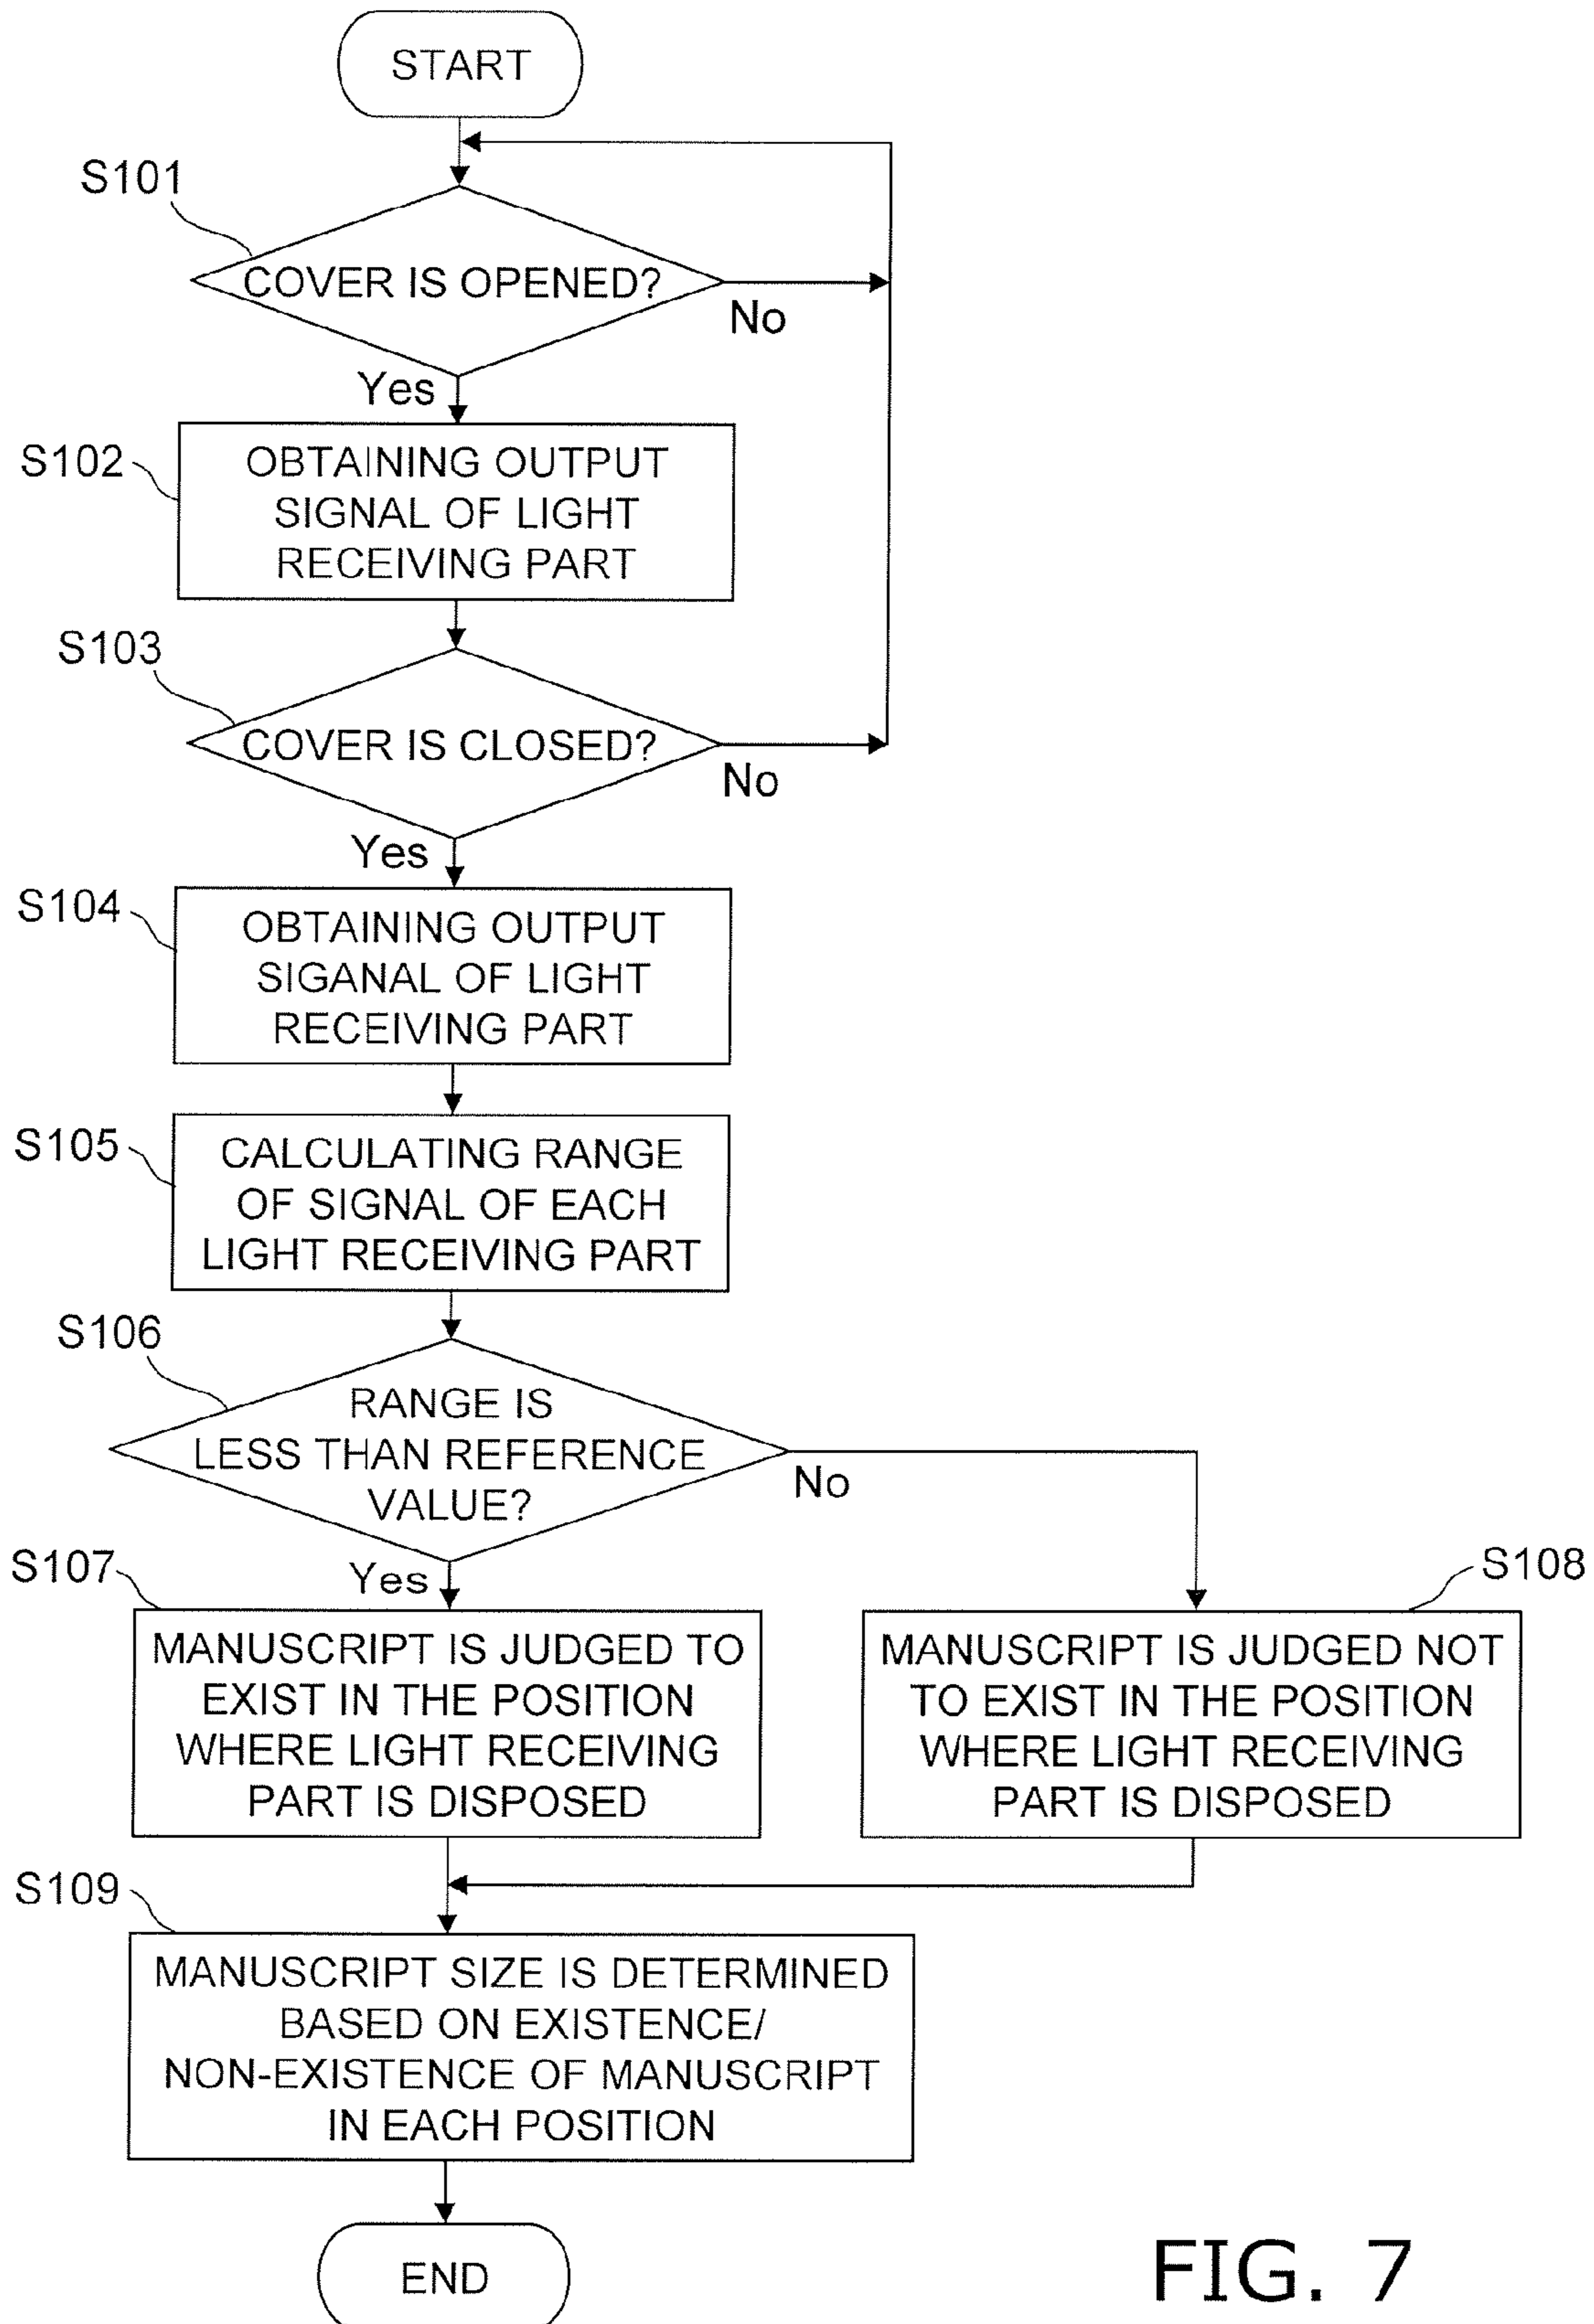 START
S101
COVER IS OPENED?
No
Yes
S102
OBTAINING OUTPUT
SIGNAL OF LIGHT
RECEIVING PART
S103
COVER IS CLOSED?
No
Yes
S104
OBTAINING OUTPUT
SIGANAL OF LIGHT
RECEIVING PART
S105
CALCULATING RANGE
OF SIGNAL OF EACH
LIGHT RECEIVING PART
S106
RANGE IS
LESS THAN REFERENCE
VALUE?
No
Yes
S107
MANUSCRIPT IS JUDGED TO
EXIST IN THE POSITION
WHERE LIGHT RECEIVING
PART IS DISPOSED
S108
MANUSCRIPT IS JUDGED NOT
TO EXIST IN THE POSITION
WHERE LIGHT RECEIVING
PART IS DISPOSED
S109
MANUSCRIPT SIZE IS DETERMINED
BASED ON EXISTENCE/
NON-EXISTENCE OF MANUSCRIPT
IN EACH POSITION
END
FIG. 7